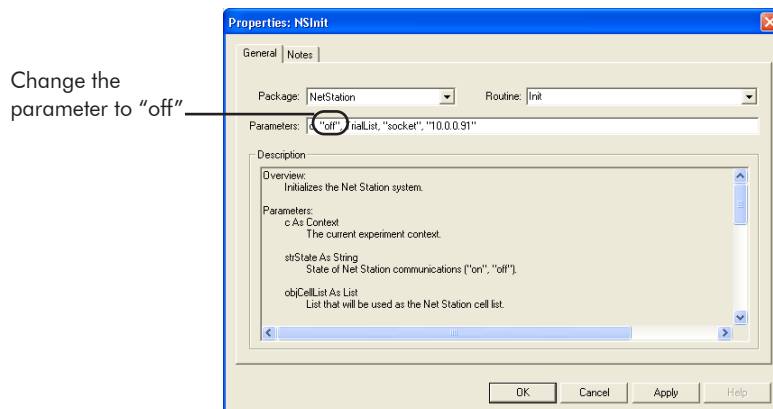 Properties: NSInit
General
Notes
Change the
parameter to "off"
Package:
NetStation
Routine:
Init
Parameters:
c, "off", TrialList, "socket", "10.0.0.91"
Description
Overview:
Initializes the Net Station system.
Parameters:
c As Context
The current experiment context.
strState As String
State of Net Station communications ("on", "off").
objCellList As List
List that will be used as the Net Station cell list.
OK
Cancel
Apply
Help